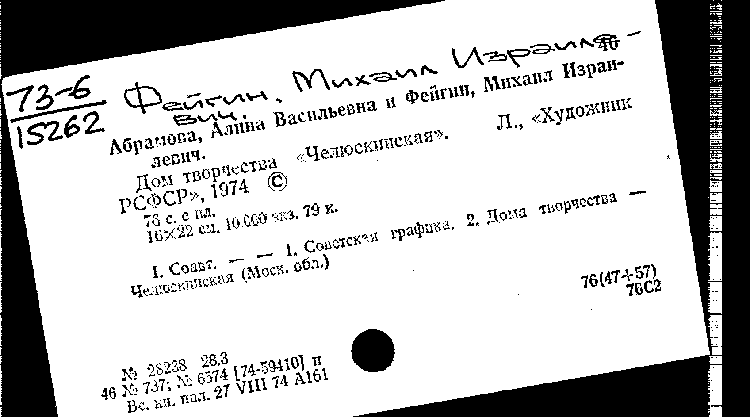 73-6
15262
Фейгин, Михаил Израиле-
вич.
46
Абрамова, Алина Васильевна и Фейгин, Михаил Израи-
левич.
Дом творчества «Челюскинская». Л., «Художник
РСФСР», 1974 ©
76 с. с ил.
16×22 см. 10.000 экз. 79 к.
1. Соавт. — — 1. Советская графика. 2. Дома творчества —
Челюскинская (Моск. обл.)
76(47+57)
76С2
№ 28238 28.3
46 № 737; № 6574 [74-59410] п
Вс. кн. пал. 27 VIII 74 А161